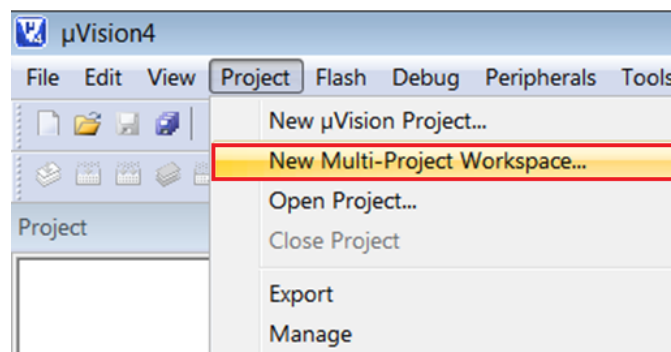 µVision4
File Edit View Project Flash Debug Peripherals Tools
New µVision Project...
New Multi-Project Workspace...
Open Project...
Project
Close Project
Export
Manage